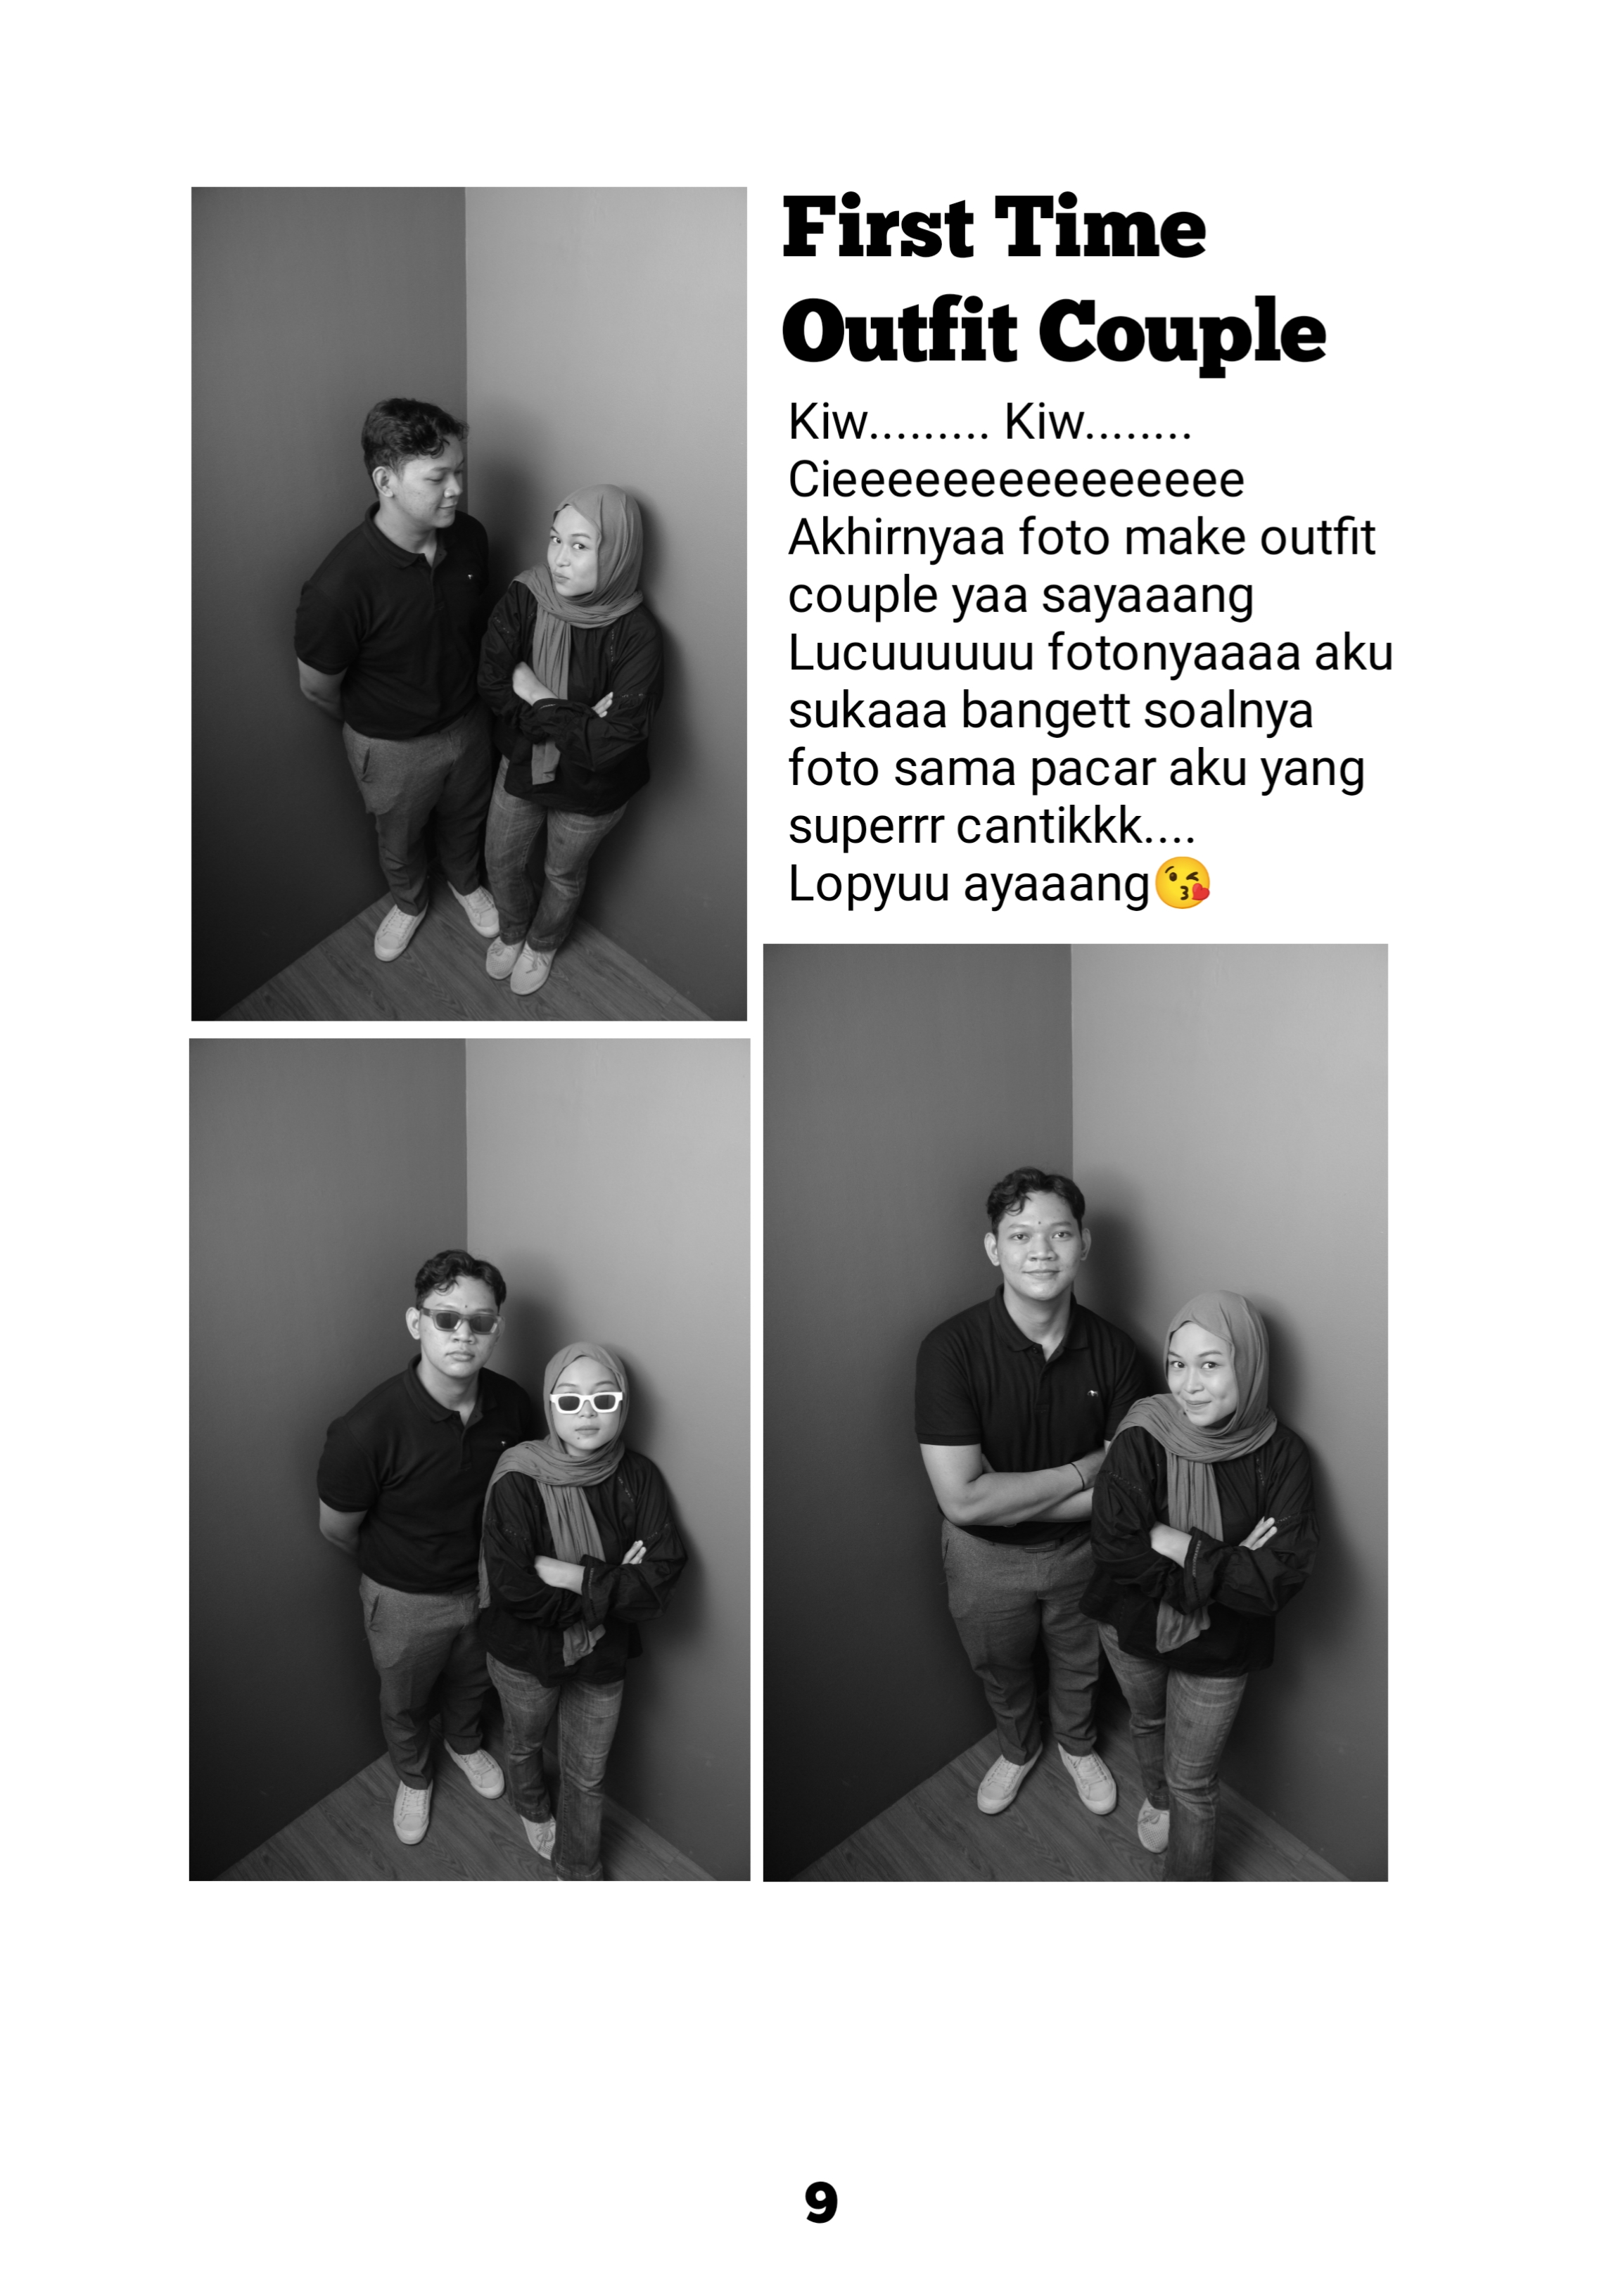 First Time
Outfit Couple
Kiw......... Kiw........
Cieeeeeeeeeeeeeeee
Akhirnyaa foto make outfit
couple yaa sayaaang
Lucuuuuuu fotonyaaaa aku
sukaaa bangett soalnya
foto sama pacar aku yang
superrr cantikkk....
Lopyuu ayaaang😘
9